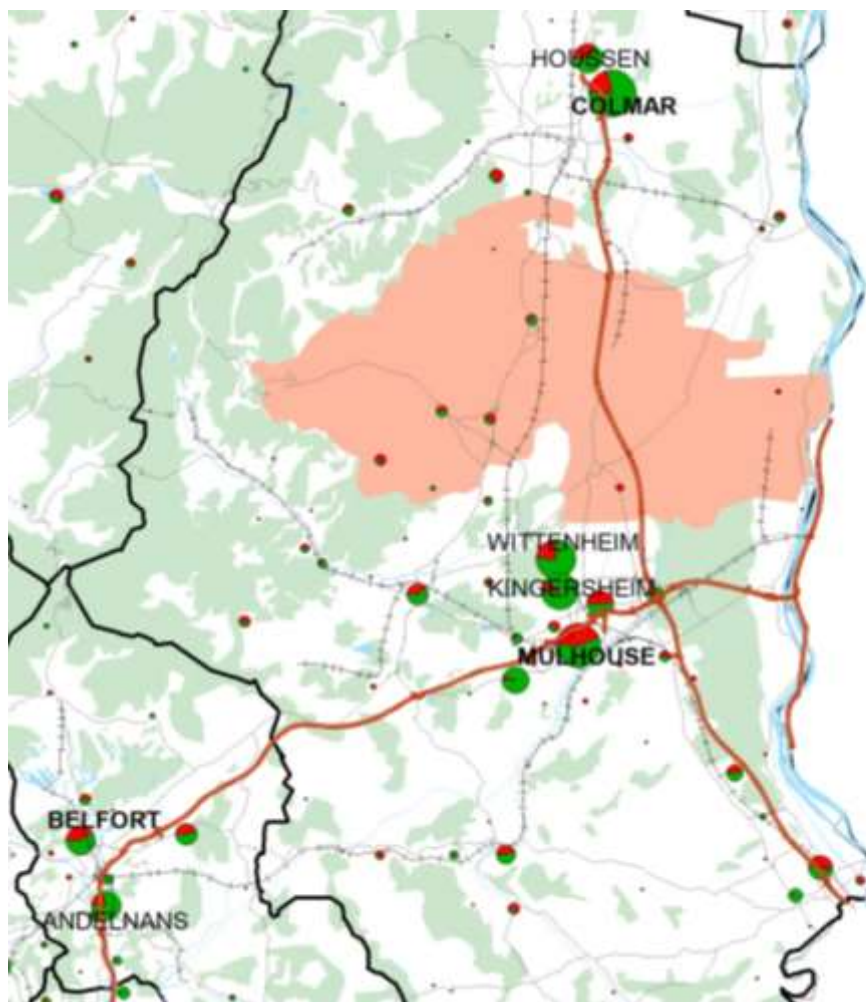 HOUSSEN
COLMAR
WITTENHEIM
KINGERSHEIM
MULHOUSE
BELFORT
ANDELNANS